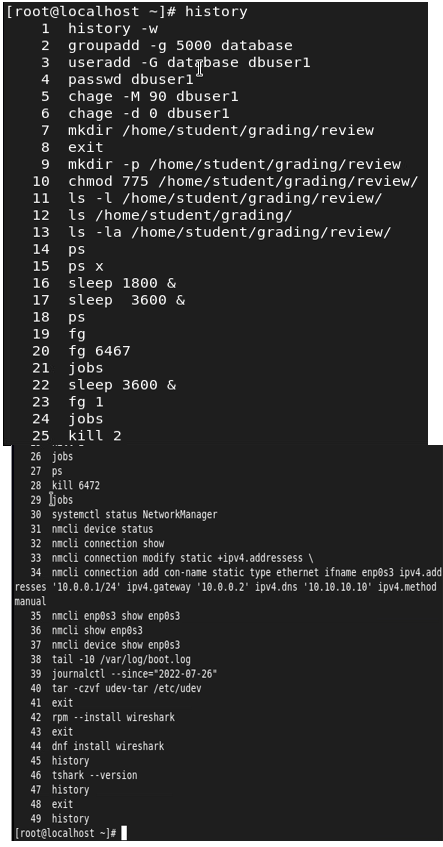 [root@localhost ~]# history
1 history -w
2 groupadd -g 5000 database
3 useradd -G database dbuser1
4 passwd dbuser1
5 chage -M 90 dbuser1
6 chage -d 0 dbuser1
7 mkdir /home/student/grading/review
8 exit
9 mkdir -p /home/student/grading/review
10 chmod 775 /home/student/grading/review/
11 ls -l /home/student/grading/review/
12 ls /home/student/grading/
13 ls -la /home/student/grading/review/
14 ps
15 ps x
16 sleep 1800 &
17 sleep  3600 &
18 ps
19 fg
20 fg 6467
21 jobs
22 sleep 3600 &
23 fg 1
24 jobs
25 kill 2
26 jobs
27 ps
28 kill 6472
29 jobs
30 systemctl status NetworkManager
31 nmcli device status
32 nmcli connection show
33 nmcli connection modify static +ipv4.addressess \
34 nmcli connection add con-name static type ethernet ifname enp0s3 ipv4.add
resses '10.0.0.1/24' ipv4.gateway '10.0.0.2' ipv4.dns '10.10.10.10' ipv4.method
manual
35 nmcli enp0s3 show enp0s3
36 nmcli show enp0s3
37 nmcli device show enp0s3
38 tail -10 /var/log/boot.log
39 journalctl --since="2022-07-26"
40 tar -czvf udev-tar /etc/udev
41 exit
42 rpm --install wireshark
43 exit
44 dnf install wireshark
45 history
46 tshark --version
47 history
48 exit
49 history
[root@localhost ~]#